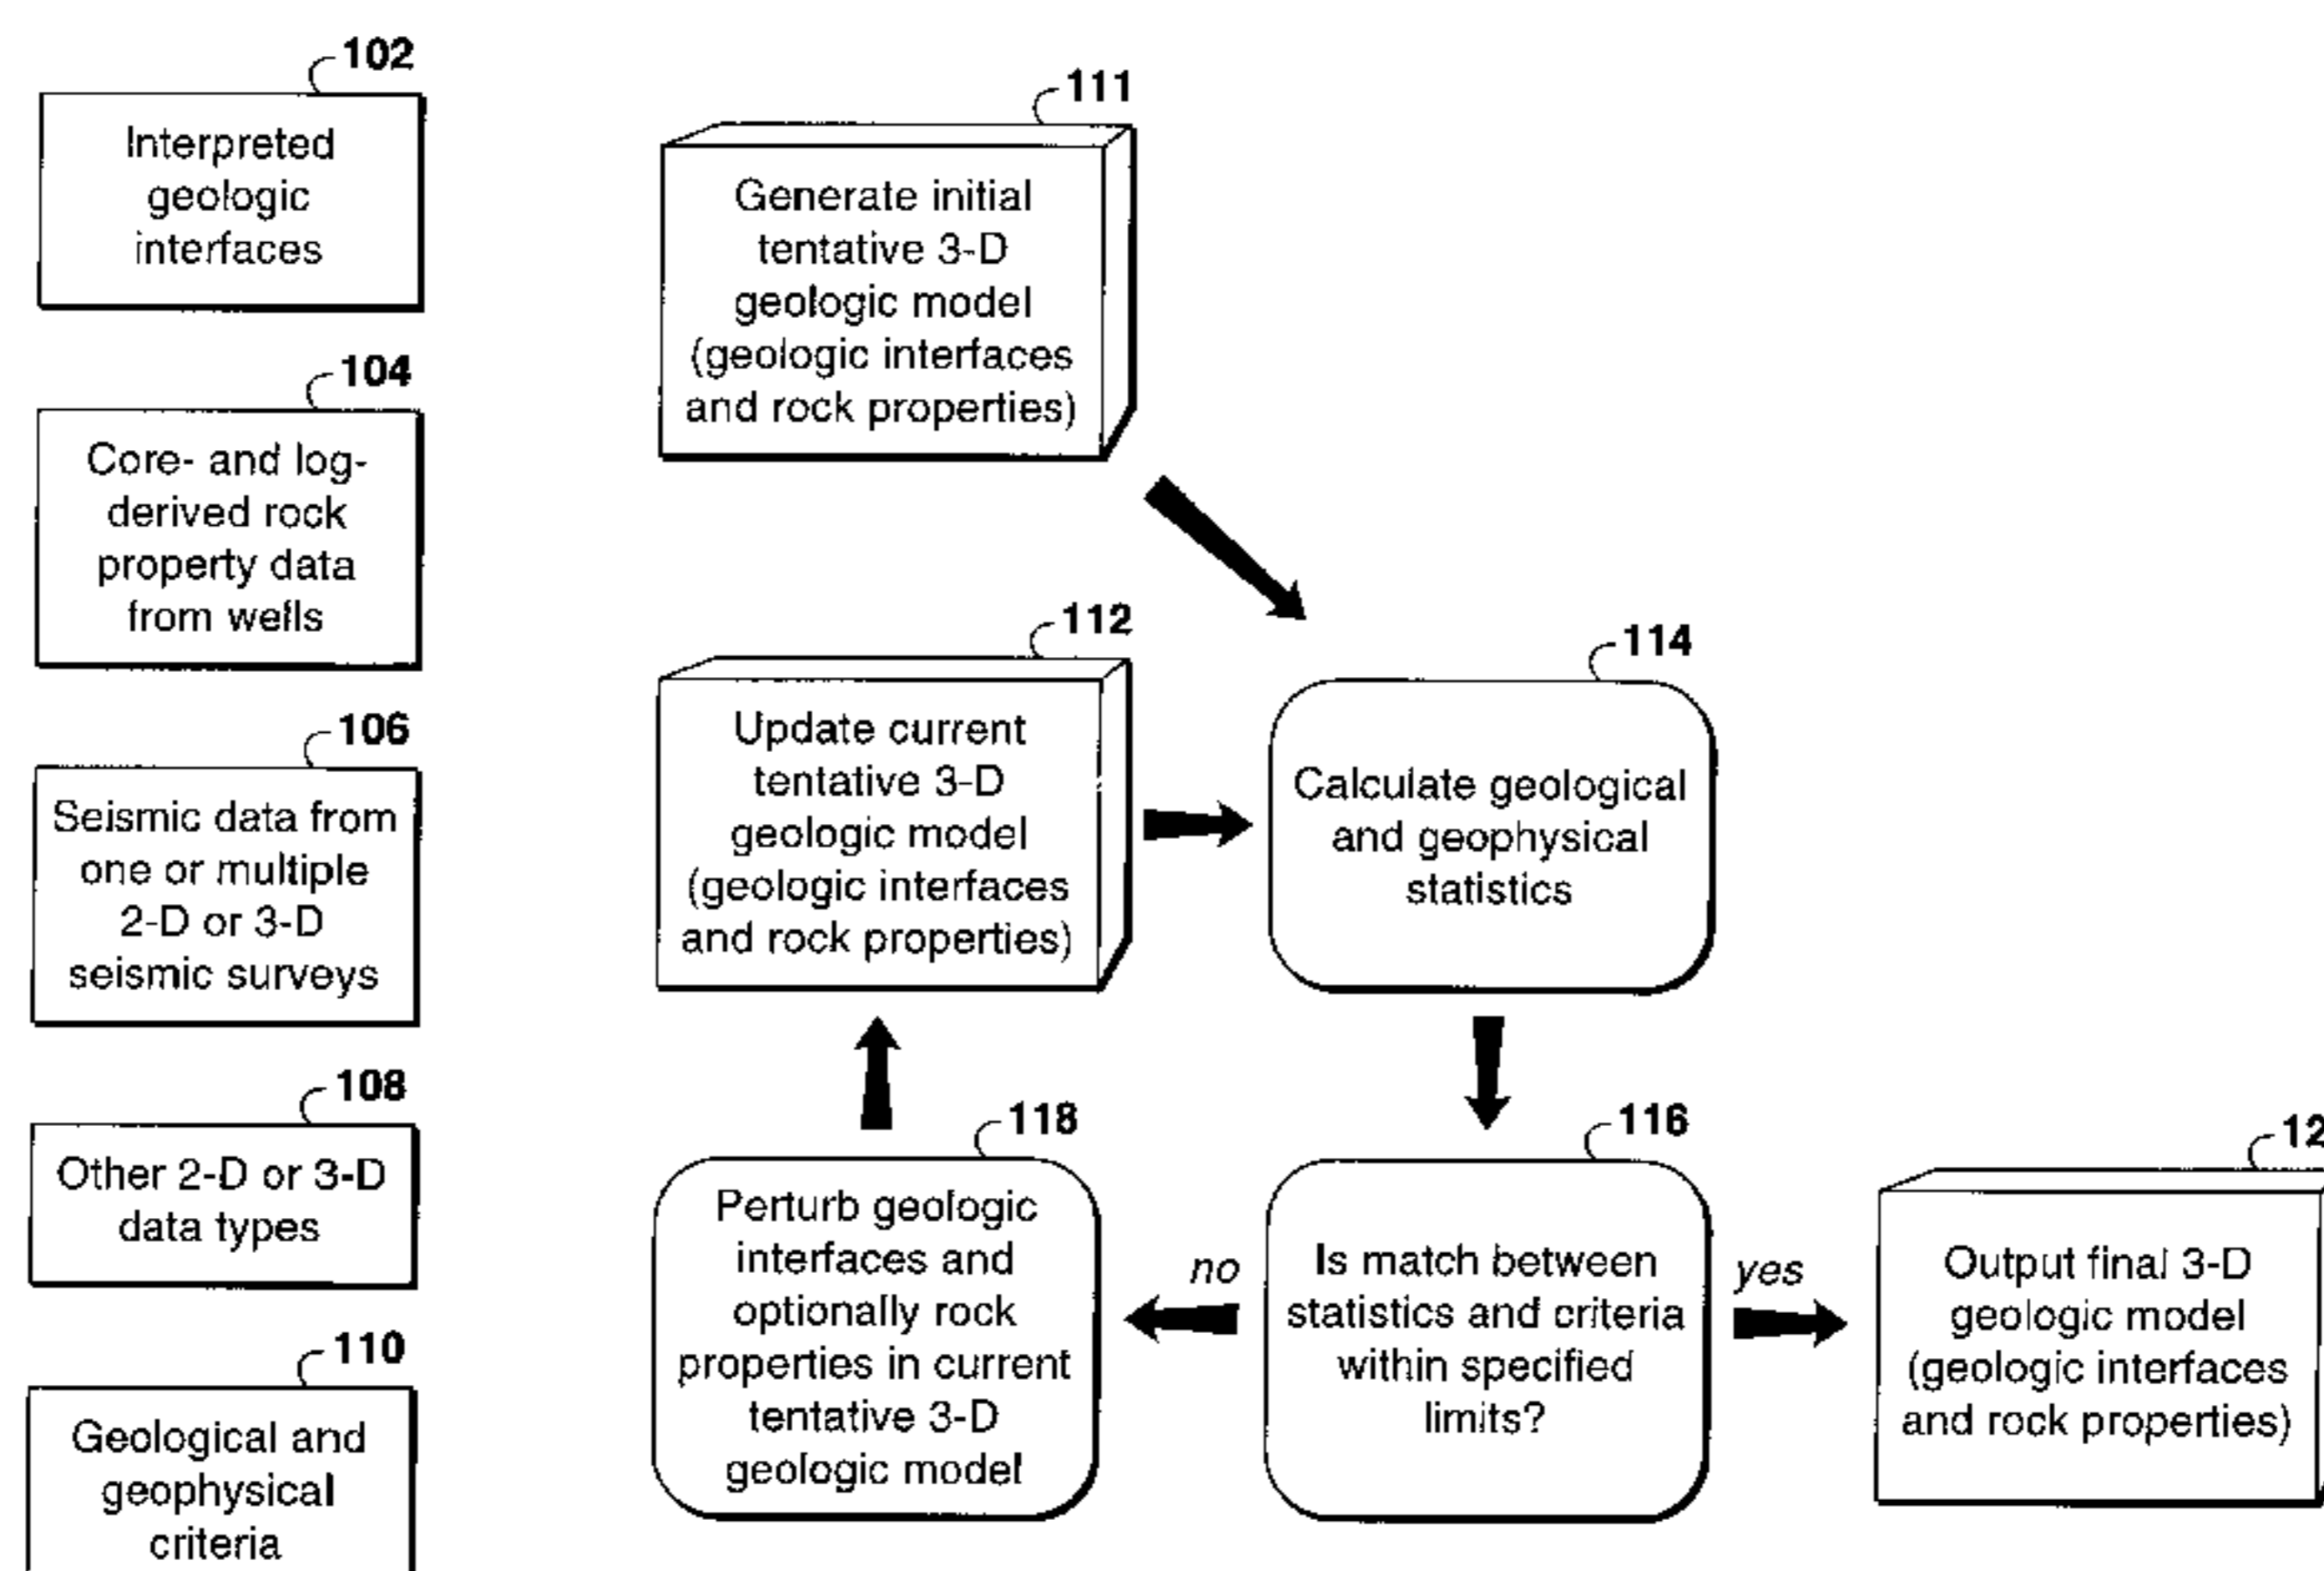 102
Interpreted
geologic
interfaces
104
Core- and log-
derived rock
property data
from wells
106
Seismic data from
one or multiple
2-D or 3-D
seismic surveys
108
Other 2-D or 3-D
data types
110
Geological and
geophysical
criteria
111
Generate initial
tentative 3-D
geologic model
(geologic interfaces
and rock properties)
112
Update current
tentative 3-D
geologic model
(geologic interfaces
and rock properties)
114
Calculate geological
and geophysical
statistics
118
Perturb geologic
interfaces and
optionally rock
properties in current
tentative 3-D
geologic model
no
116
Is match between
statistics and criteria
within specified
limits?
yes
Output final 3-D
geologic model
(geologic interfaces
and rock properties)